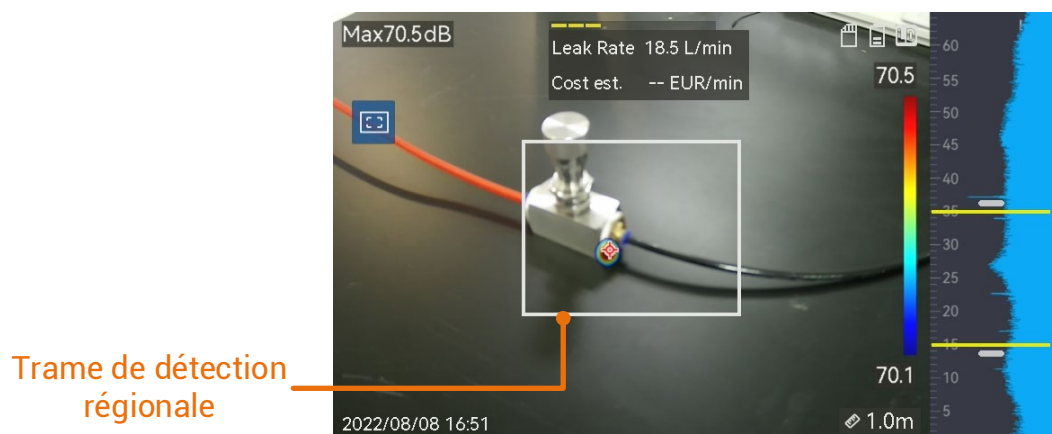 Max70.5dB
Leak Rate 18.5 L/min
Cost est. -- EUR/min
70.5
70.1
1.0m
2022/08/08 16:51
60
55
50
45
40
35
30
25
20
15
10
5
Trame de détection
régionale